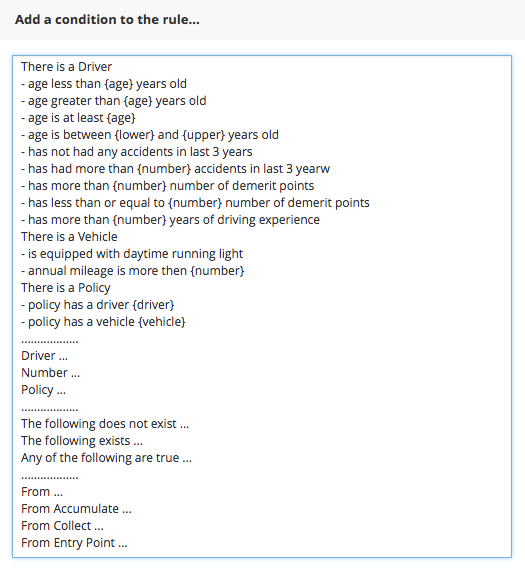 Add a condition to the rule...
There is a Driver
- age less than {age} years old
- age greater than {age} years old
- age is at least {age}
- age is between {lower} and {upper} years old
- has not had any accidents in last 3 years
- has had more than {number} accidents in last 3 yearw
- has more than {number} number of demerit points
- has less than or equal to {number} number of demerit points
- has more than {number} years of driving experience
There is a Vehicle
- is equipped with daytime running light
- annual mileage is more then {number}
There is a Policy
- policy has a driver {driver}
- policy has a vehicle {vehicle}
..................
Driver ...
Number ...
Policy ...
..................
The following does not exist ...
The following exists ...
Any of the following are true ...
..................
From ...
From Accumulate ...
From Collect ...
From Entry Point ...